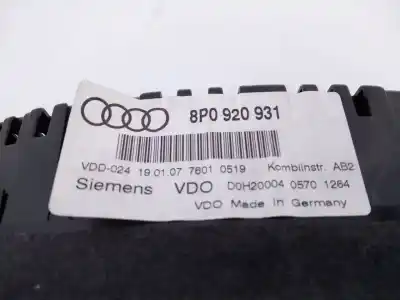 8P0 920 931
VDD-024 19.01.07 7601 0519 Kombiinstr. AB2
Siemens VDO D0H20004 0570 1264
VDO Made in Germany